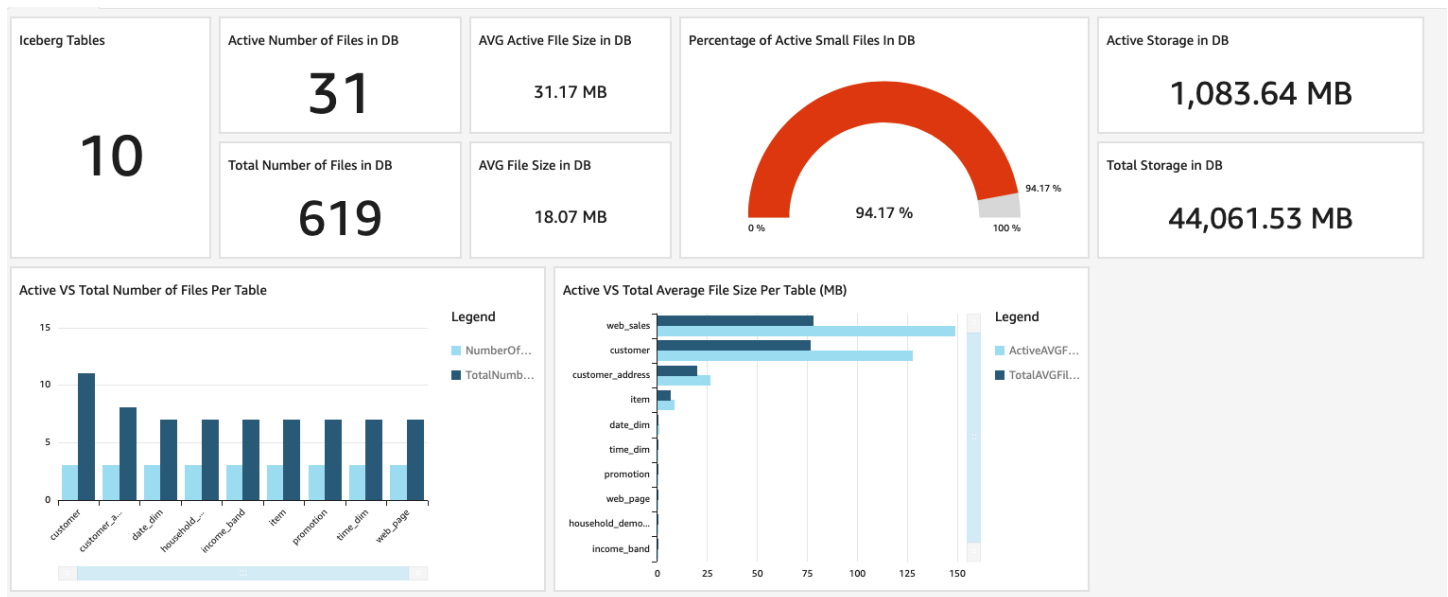 Iceberg Tables
10
Active Number of Files in DB
31
Total Number of Files in DB
619
AVG Active FIle Size in DB
31.17 MB
AVG File Size in DB
18.07 MB
Percentage of Active Small Files In DB
94.17 %
94.17 %
0 %
100 %
Active Storage in DB
1,083.64 MB
Total Storage in DB
44,061.53 MB
Active VS Total Number of Files Per Table
15
10
5
0
customer
customer_a...
date_dim
household_...
income_band
item
promotion
time_dim
web_page
Legend
NumberOf...
TotalNumb...
Active VS Total Average File Size Per Table (MB)
web_sales
customer
customer_address
item
date_dim
time_dim
promotion
web_page
household_demo...
income_band
0 25 50 75 100 125 150
Legend
ActiveAVGF...
TotalAVGFil...